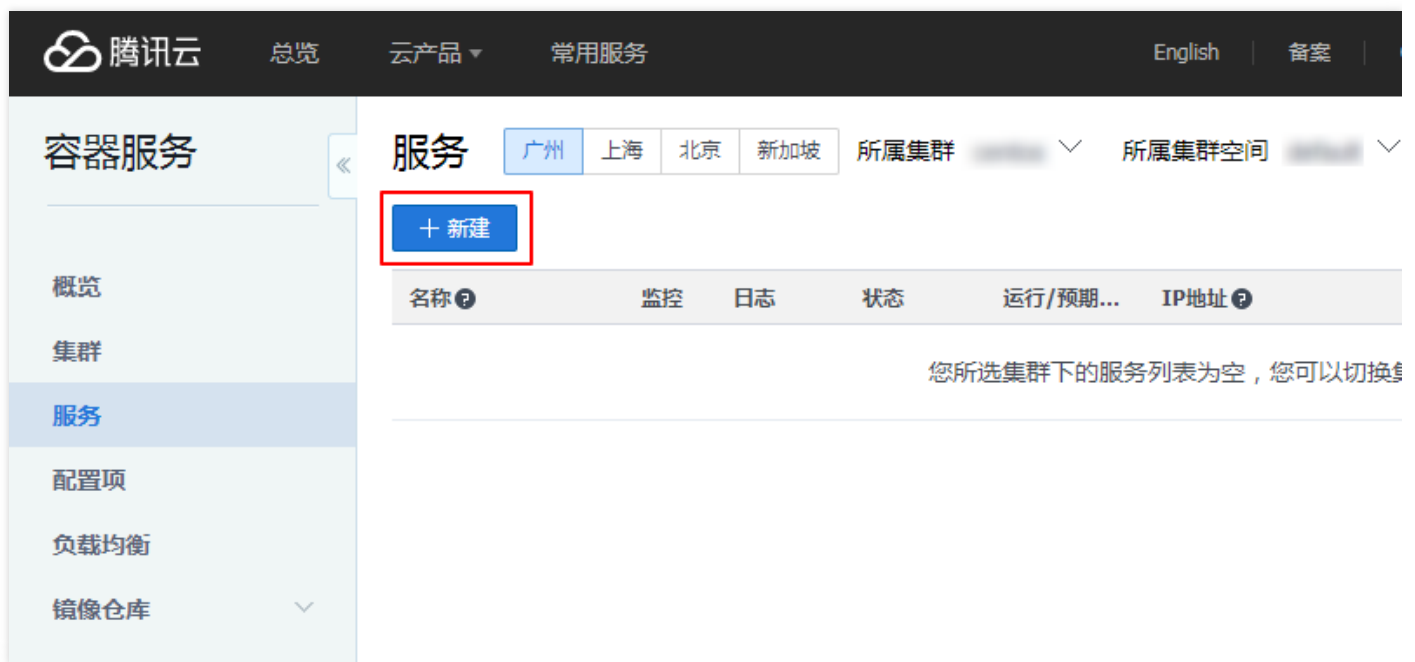 腾讯云 总览 云产品 常用服务 English 备案
容器服务
服务 广州 上海 北京 新加坡 所属集群 所属集群空间
+ 新建
名称 监控 日志 状态 运行/预期... IP地址
您所选集群下的服务列表为空，您可以切换
概览
集群
服务
配置项
负载均衡
镜像仓库